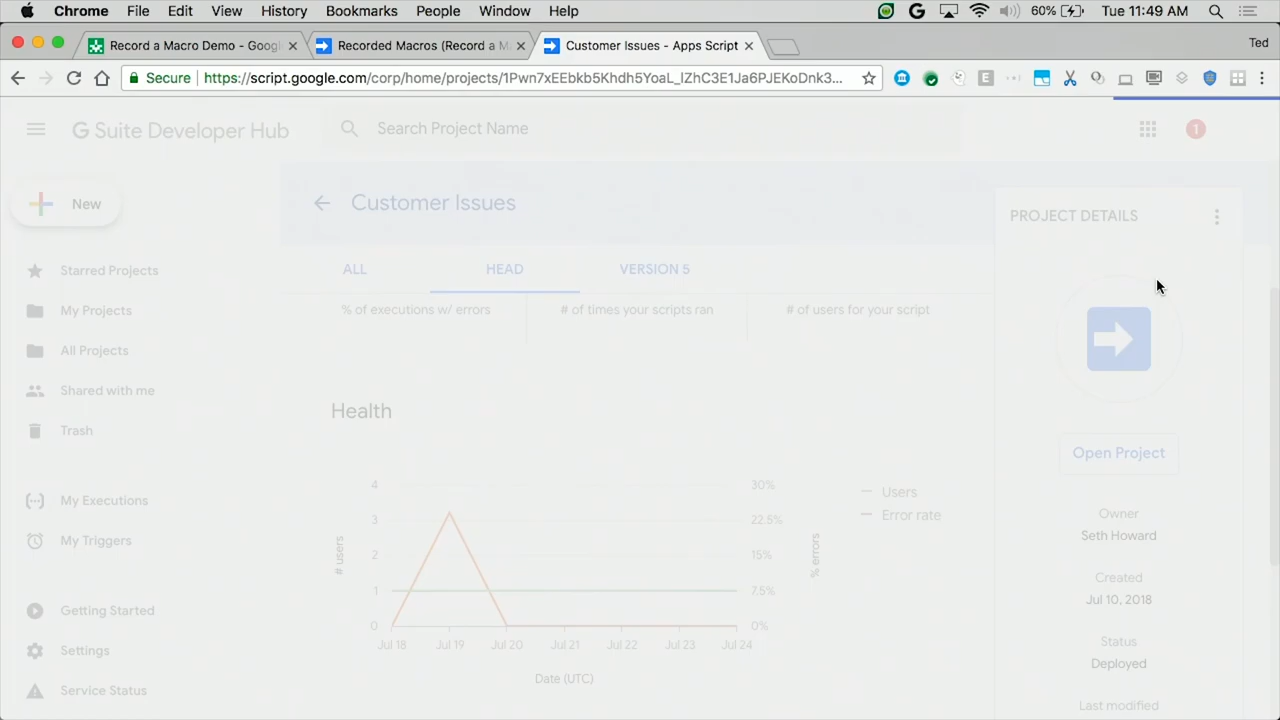 Chrome File Edit View History Bookmarks People Window Help 60% Tue 11:49 AM
Record a Macro Demo - Goog
Recorded Macros (Record a M
Customer Issues - Apps Script
Ted
Secure https://script.google.com/corp/home/projects/1Pwn7xEEbkb5Khdh5YoaL_lZhC3E1Ja6PJEKoDnk3...
G Suite Developer Hub
Search Project Name
1
New
Starred Projects
My Projects
All Projects
Shared with me
Trash
My Executions
My Triggers
Getting Started
Settings
Service Status
Customer Issues
ALL HEAD VERSION 5
% of executions w/ errors # of times your scripts ran # of users for your script
Health
4 30%
3 22.5%
2 15%
1 7.5%
0 0%
# users
% errors
Jul 18 Jul 19 Jul 20 Jul 21 Jul 22 Jul 23 Jul 24
Date (UTC)
Users
Error rate
PROJECT DETAILS
Open Project
Owner
Seth Howard
Created
Jul 10, 2018
Status
Deployed
Last modified